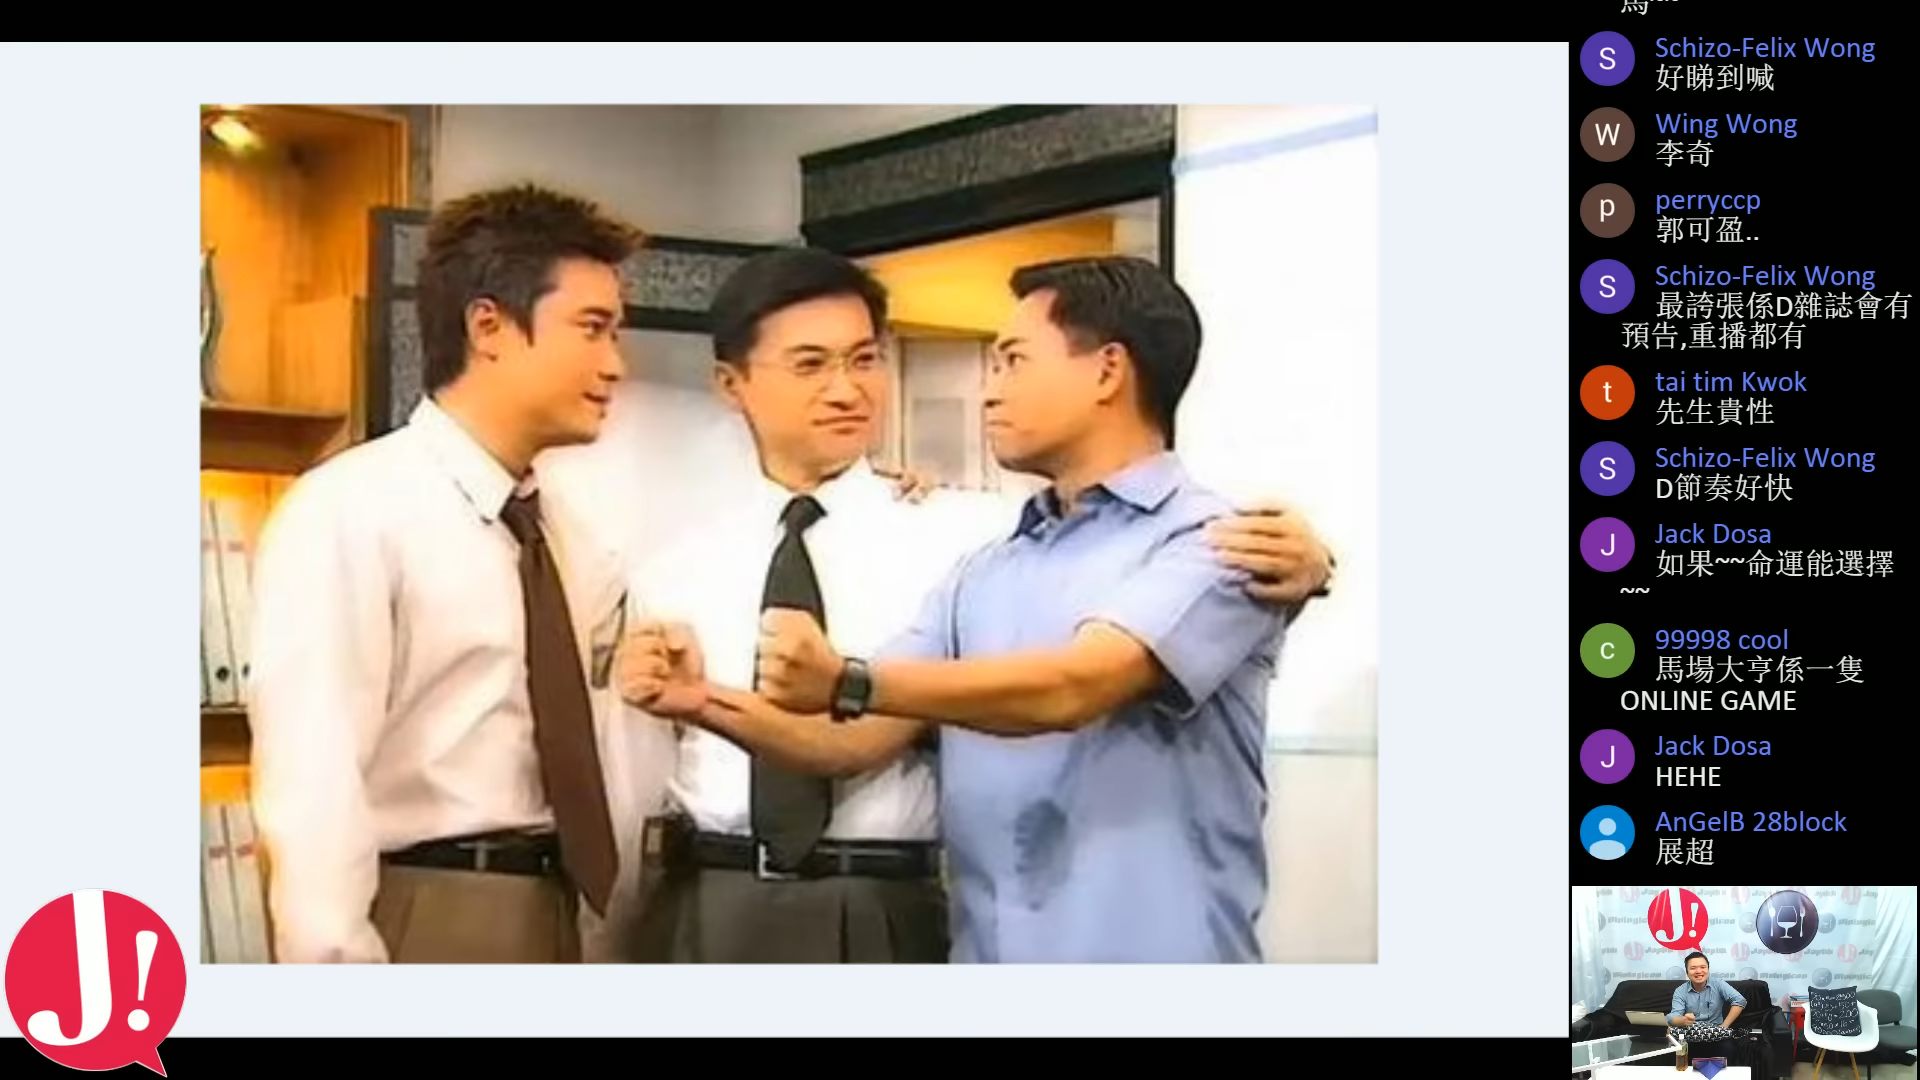 馬~~
Schizo-Felix Wong
好睇到喊
Wing Wong
李奇
perryccp
郭可盈..
Schizo-Felix Wong
最誇張係D雜誌會有
預告,重播都有
tai tim Kwok
先生貴性
Schizo-Felix Wong
D節奏好快
Jack Dosa
如果~~命運能選擇
~~
99998 cool
馬場大亨係一隻
ONLINE GAME
Jack Dosa
HEHE
AnGelB 28block
展超
S
W
p
S
t
S
J
c
J
J!
J!